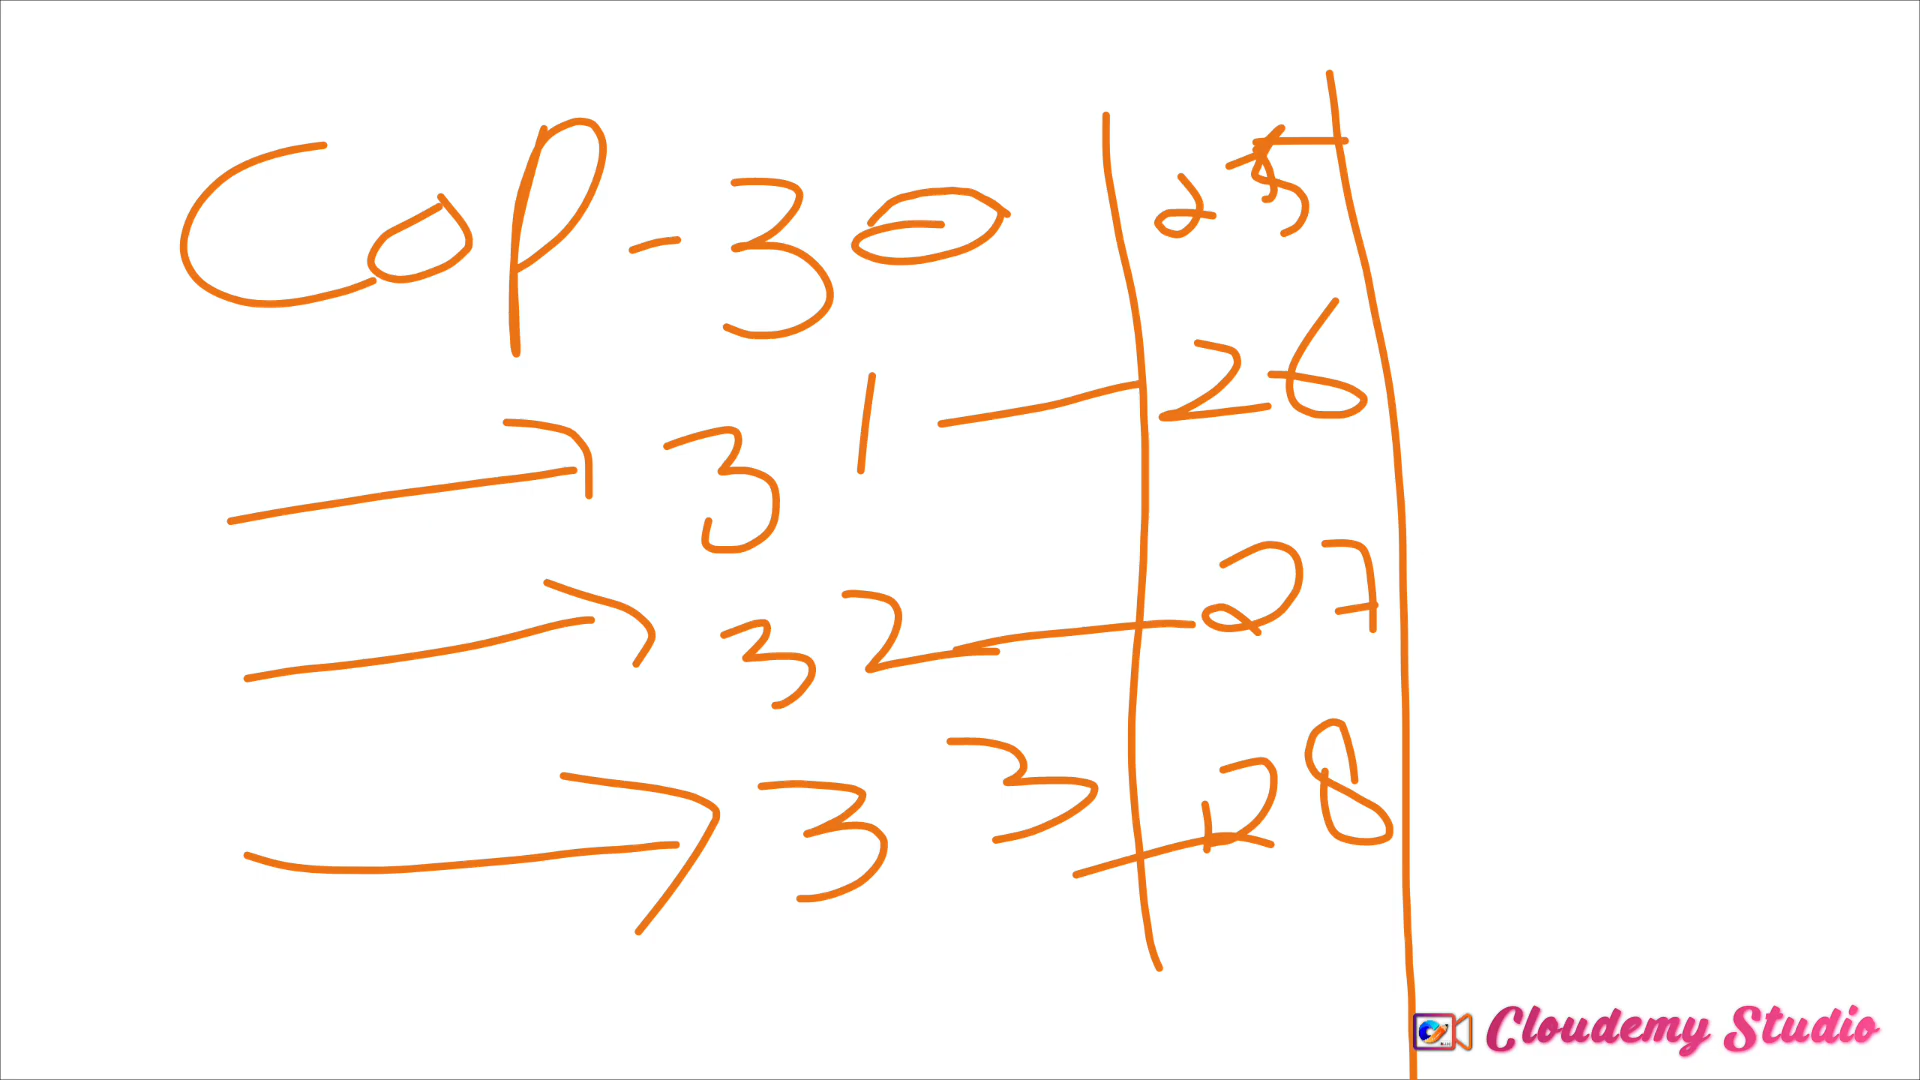 Cop-30 25
31 — 26
32 — 27
33 — 28
Cloudemy Studio